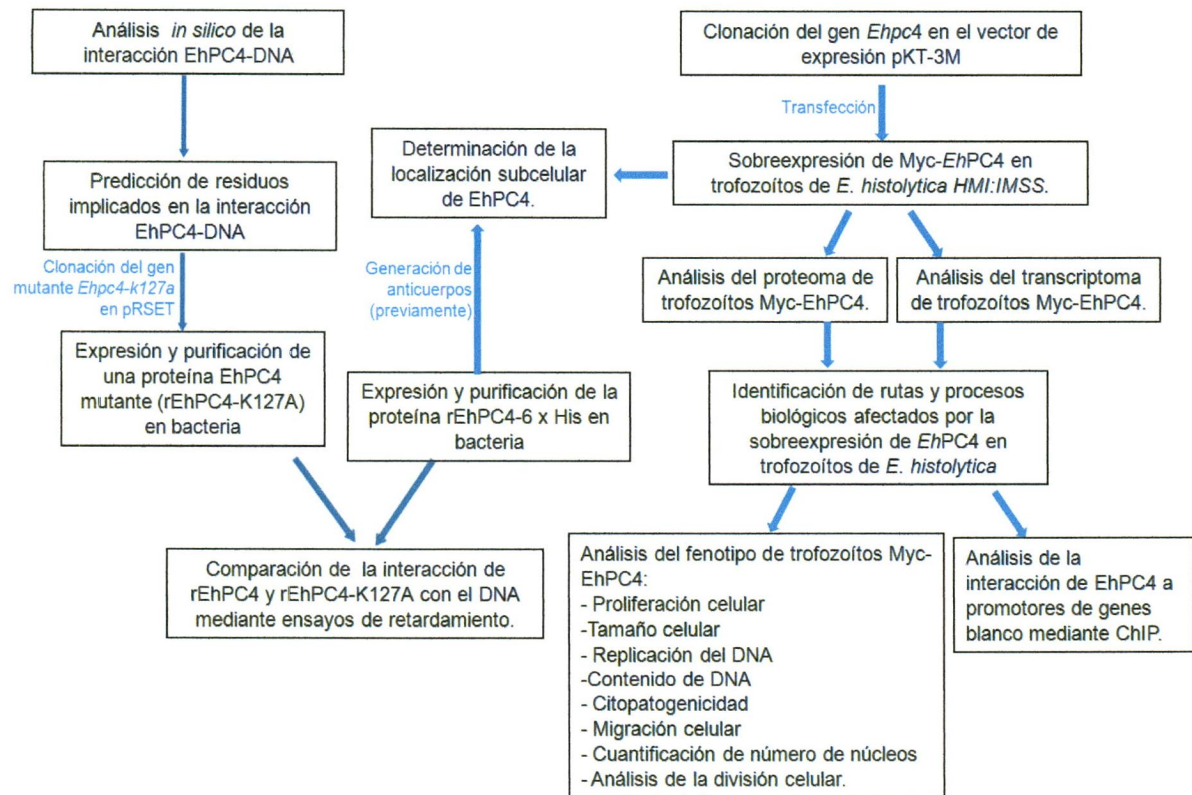 Análisis in silico de la
interacción EhPC4-DNA
Predicción de residuos
implicados en la interacción
EhPC4-DNA
Clonación del gen
mutante Ehpc4-k127a
en pRSET
Expresión y purificación de
una proteína EhPC4
mutante (rEhPC4-K127A)
en bacteria
Determinación de la
localización subcelular
de EhPC4.
Generación de
anticuerpos
(previamente)
Expresión y purificación de la
proteína rEhPC4-6 x His en
bacteria
Comparación de la interacción de
rEhPC4 y rEhPC4-K127A con el DNA
mediante ensayos de retardamiento.
Clonación del gen Ehpc4 en el vector de
expresión pKT-3M
Transfección
Sobreexpresión de Myc-EhPC4 en
trofozoítos de E. histolytica HMI:IMSS.
Análisis del proteoma de
trofozoítos Myc-EhPC4.
Análisis del transcriptoma
de trofozoítos Myc-EhPC4.
Identificación de rutas y procesos
biológicos afectados por la
sobreexpresión de EhPC4 en
trofozoítos de E. histolytica
Análisis del fenotipo de trofozoítos Myc-
EhPC4:
- Proliferación celular
-Tamaño celular
- Replicación del DNA
-Contenido de DNA
- Citopatogenicidad
- Migración celular
- Cuantificación de número de núcleos
- Análisis de la división celular.
Análisis de la
interacción de EhPC4 a
promotores de genes
blanco mediante ChIP.